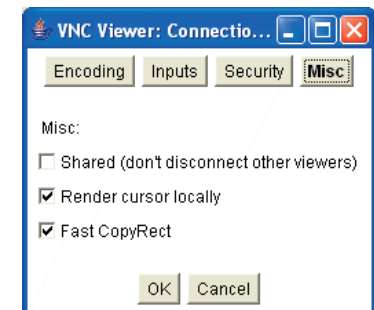 VNC Viewer: Connectio...
Encoding Inputs Security Misc
Misc:
Shared (don't disconnect other viewers)
Render cursor locally
Fast CopyRect
OK Cancel